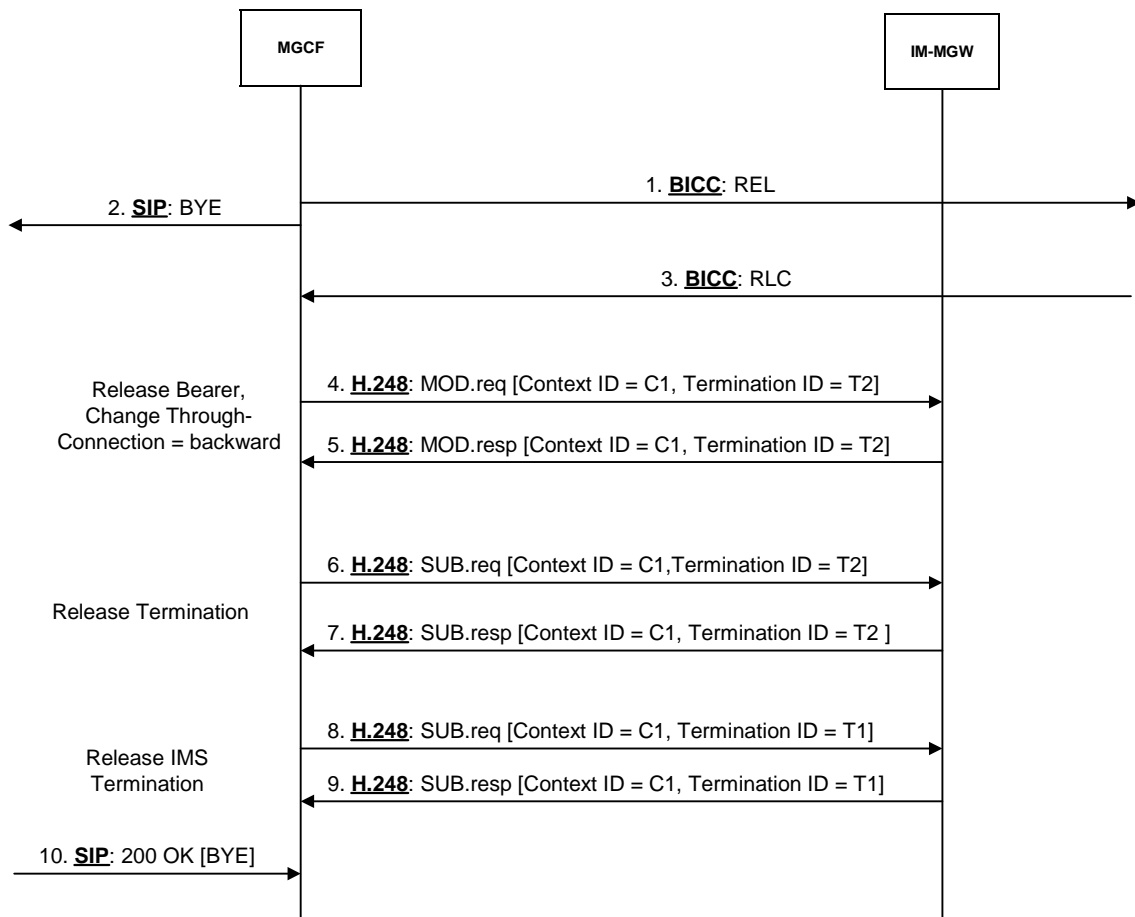 MGCF
IM-MGW
1. BICC: REL
2. SIP: BYE
3. BICC: RLC
Release Bearer,
Change Through-
Connection = backward
4. H.248: MOD.req [Context ID = C1, Termination ID = T2]
5. H.248: MOD.resp [Context ID = C1, Termination ID = T2]
6. H.248: SUB.req [Context ID = C1,Termination ID = T2]
Release Termination
7. H.248: SUB.resp [Context ID = C1, Termination ID = T2 ]
8. H.248: SUB.req [Context ID = C1, Termination ID = T1]
Release IMS
Termination
9. H.248: SUB.resp [Context ID = C1, Termination ID = T1]
10. SIP: 200 OK [BYE]